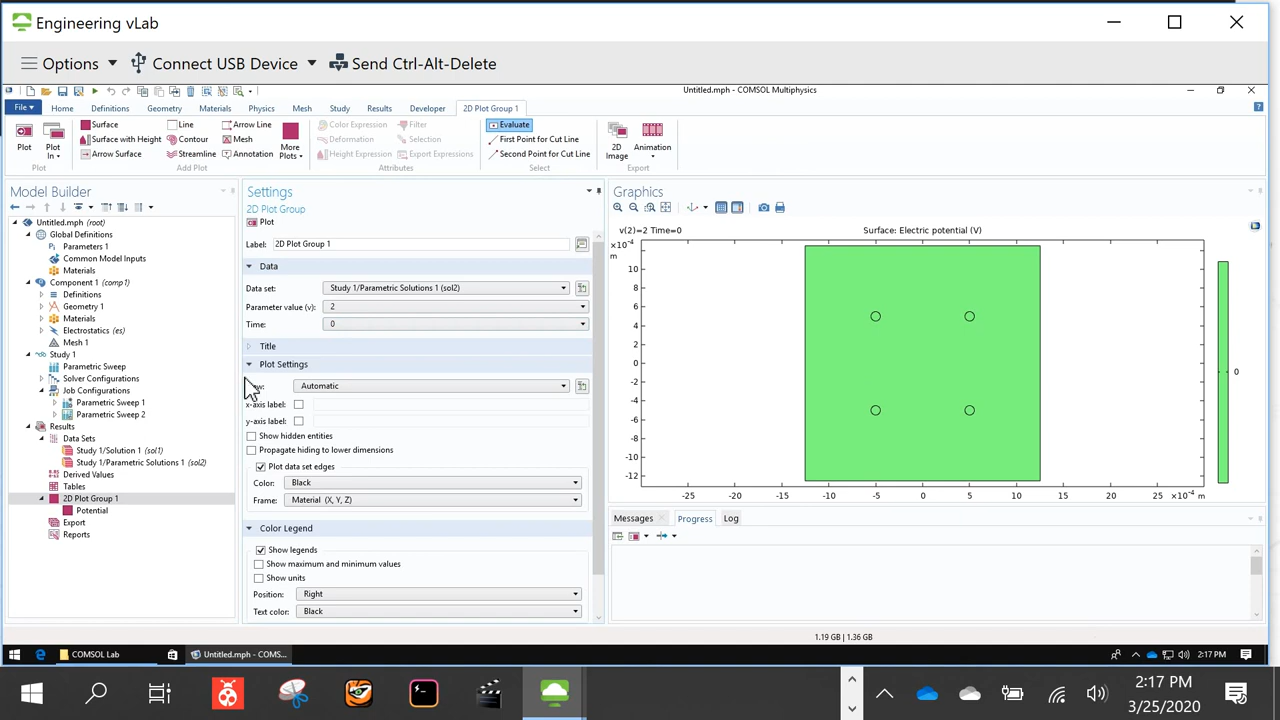 Engineering vLab
Options
Connect USB Device
Send Ctrl-Alt-Delete
Untitled.mph - COMSOL Multiphysics
File
Home
Definitions
Geometry
Materials
Physics
Mesh
Study
Results
Developer
2D Plot Group 1
Plot
Plot In
Plot
Surface
Surface with Height
Arrow Surface
Line
Contour
Streamline
Arrow Line
Mesh
Annotation
More Plots
Add Plot
Color Expression
Deformation
Height Expression
Filter
Selection
Export Expressions
Attributes
Evaluate
First Point for Cut Line
Second Point for Cut Line
Select
2D Image
Animation
Export
Model Builder
Untitled.mph (root)
Global Definitions
Parameters 1
Common Model Inputs
Materials
Component 1 (comp1)
Definitions
Geometry 1
Materials
Electrostatics (es)
Mesh 1
Study 1
Parametric Sweep
Solver Configurations
Job Configurations
Parametric Sweep 1
Parametric Sweep 2
Results
Data Sets
Study 1/Solution 1 (sol1)
Study 1/Parametric Solutions 1 (sol2)
Derived Values
Tables
2D Plot Group 1
Potential
Export
Reports
Settings
2D Plot Group
Plot
Label: 2D Plot Group 1
Data
Data set: Study 1/Parametric Solutions 1 (sol2)
Parameter value (v): 2
Time: 0
Title
Plot Settings
Automatic
x-axis label:
y-axis label:
Show hidden entities
Propagate hiding to lower dimensions
Plot data set edges
Color: Black
Frame: Material (X, Y, Z)
Color Legend
Show legends
Show maximum and minimum values
Show units
Position: Right
Text color: Black
Graphics
v(2)=2 Time=0
Surface: Electric potential (V)
×10⁻⁴
m
10
8
6
4
2
0
-2
-4
-6
-8
-10
-12
-25 -20 -15 -10 -5 0 5 10 15 20 25 ×10⁻⁴ m
0
Messages
Progress
Log
1.19 GB | 1.36 GB
COMSOL Lab
Untitled.mph - COMS...
2:17 PM
2:17 PM
3/25/2020